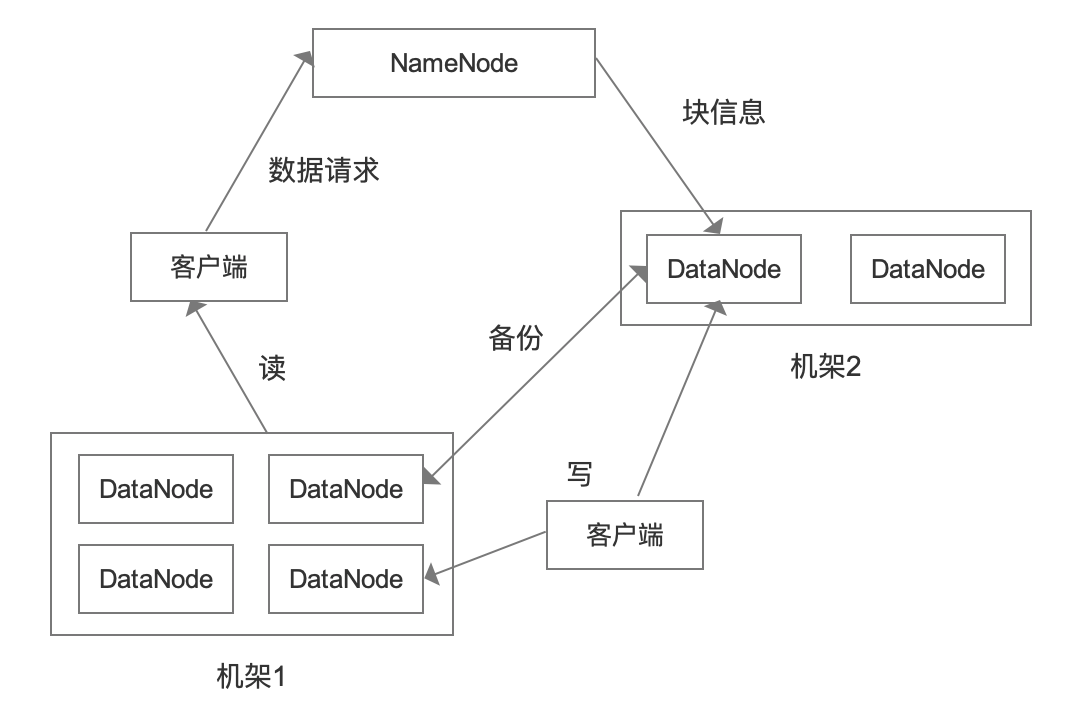 NameNode
块信息
数据请求
客户端
DataNode
DataNode
备份
读
机架2
写
DataNode
DataNode
客户端
DataNode
DataNode
机架1